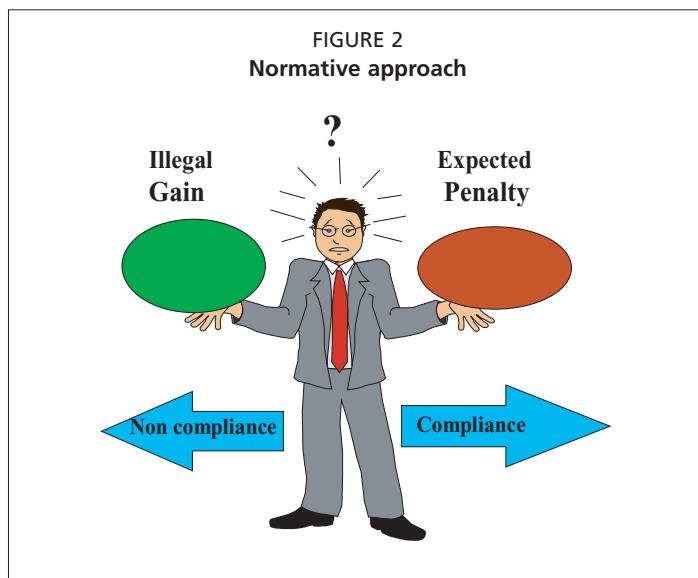 FIGURE 2
Normative approach
?
Illegal
Gain
Expected
Penalty
Non compliance
Compliance